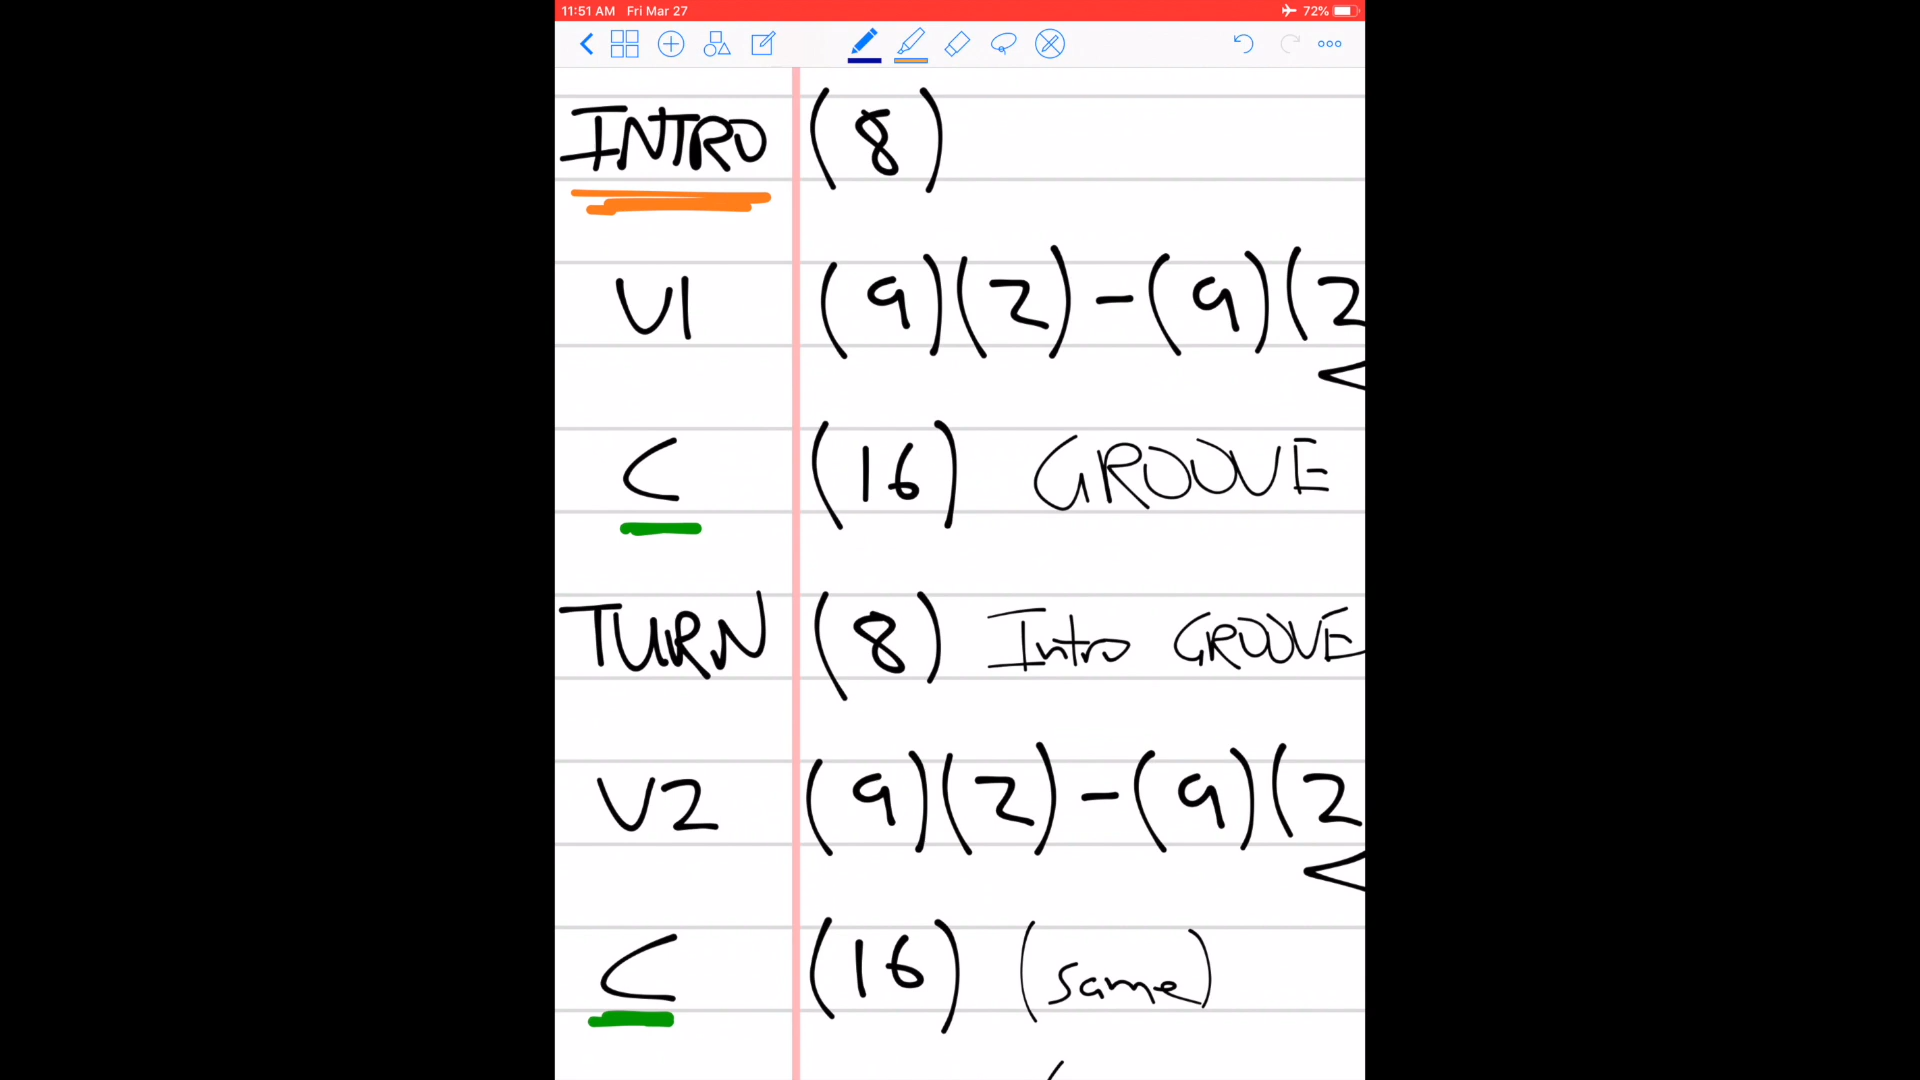 11:51 AM Fri Mar 27 72%
INTRO (8)
V1 (9)(2)-(9)(2
<
C (16) GROOVE
TURN (8) Intro GROOVE
V2 (9)(2)-(9)(2
<
C (16) (same)